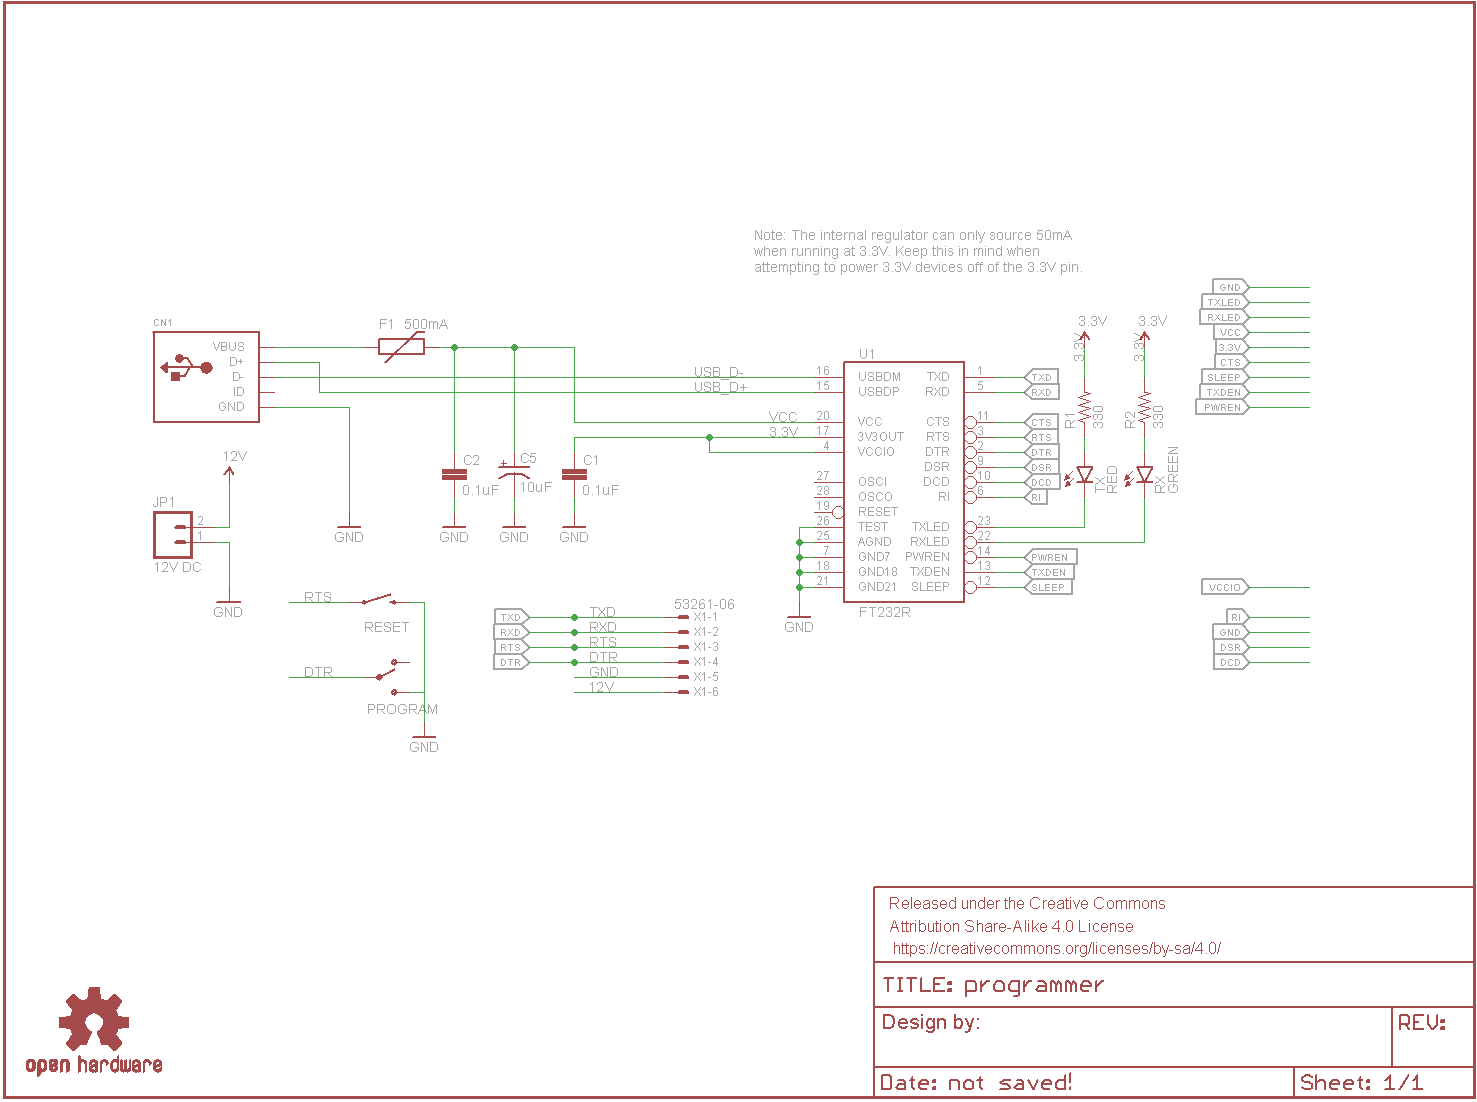 Note: The internal regulator can only source 50mA
when running at 3.3V. Keep this in mind when
attempting to power 3.3V devices off of the 3.3V pin.
CN1
VBUS
D+
D-
ID
GND
F1 500mA
USB_D-
USB_D+
VCC
3.3V
C2
0.1uF
C5
+
10uF
C1
0.1uF
GND
GND
GND
GND
12V
JP1
2
1
12V DC
GND
RTS
RESET
DTR
PROGRAM
GND
53261-06
TXD TXD X1-1
RXD RXD X1-2
RTS RTS X1-3
DTR DTR X1-4
GND X1-5
12V X1-6
U1
16 USBDM
15 USBDP
20 VCC
17 3V3OUT
4 VCCIO
27 OSCI
28 OSCO
19 RESET
26 TEST
25 AGND
7 GND7
18 GND18
21 GND21
GND
TXD 1 TXD
RXD 5 RXD
CTS 11 CTS
RTS 3 RTS
DTR 2 DTR
DSR 9 DSR
DCD 10 DCD
RI 6 RI
TXLED 23
RXLED 22
PWREN 14 PWREN
TXDEN 13 TXDEN
SLEEP 12 SLEEP
FT232R
3.3V
3.3V
R1
330
TX
RED
3.3V
3.3V
R2
330
RX
GREEN
GND
TXLED
RXLED
VCC
3.3V
CTS
SLEEP
TXDEN
PWREN
VCCIO
RI
GND
DSR
DCD
Released under the Creative Commons
Attribution Share-Alike 4.0 License
https://creativecommons.org/licenses/by-sa/4.0/
TITLE: programmer
Design by:
REV:
Date: not saved!
Sheet: 1/1
open hardware